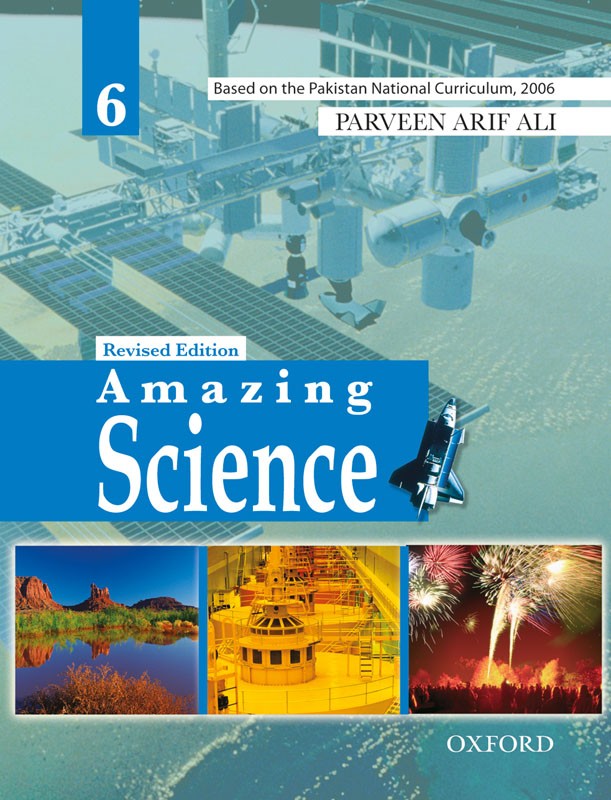 6
Based on the Pakistan National Curriculum, 2006
PARVEEN ARIF ALI
Revised Edition
Amazing
Science
OXFORD